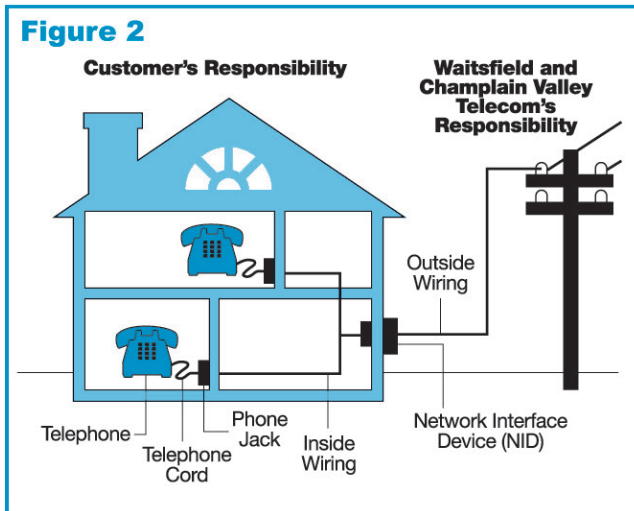 Figure 2
Customer's Responsibility
Waitsfield and
Champlain Valley
Telecom's
Responsibility
Outside
Wiring
Telephone
Telephone
Cord
Phone
Jack
Inside
Wiring
Network Interface
Device (NID)